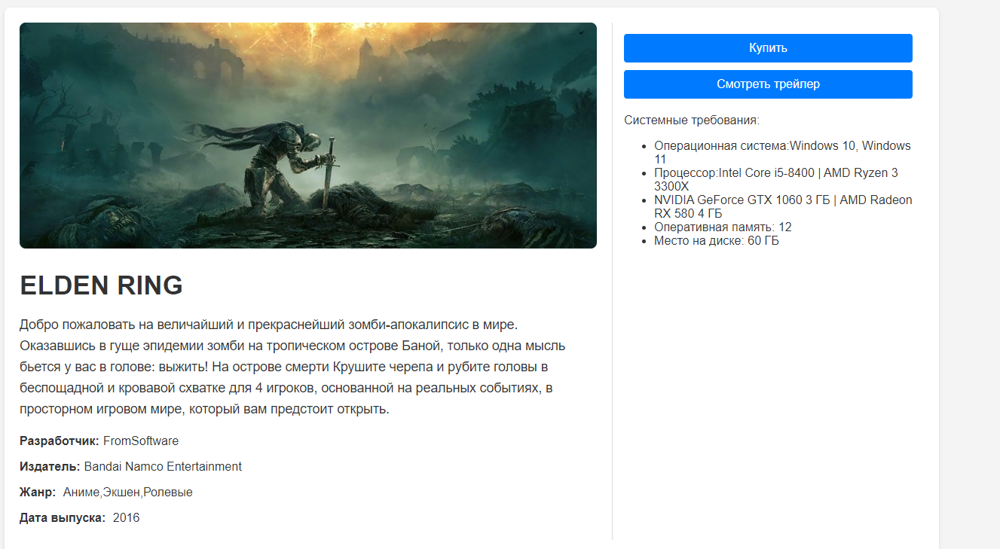 ELDEN RING
Добро пожаловать на величайший и прекраснейший зомби-апокалипсис в мире.
Оказавшись в гуще эпидемии зомби на тропическом острове Баной, только одна мысль
бьется у вас в голове: выжить! На острове смерти Крушите черепа и рубите головы в
беспощадной и кровавой схватке для 4 игроков, основанной на реальных событиях, в
просторном игровом мире, который вам предстоит открыть.
Разработчик: FromSoftware
Издатель: Bandai Namco Entertainment
Жанр: Аниме,Экшен,Ролевые
Дата выпуска: 2016
Купить
Смотреть трейлер
Системные требования:
Операционная система:Windows 10, Windows
11
Процессор:Intel Core i5-8400 | AMD Ryzen 3
3300X
NVIDIA GeForce GTX 1060 3 ГБ | AMD Radeon
RX 580 4 ГБ
Оперативная память: 12
Место на диске: 60 ГБ